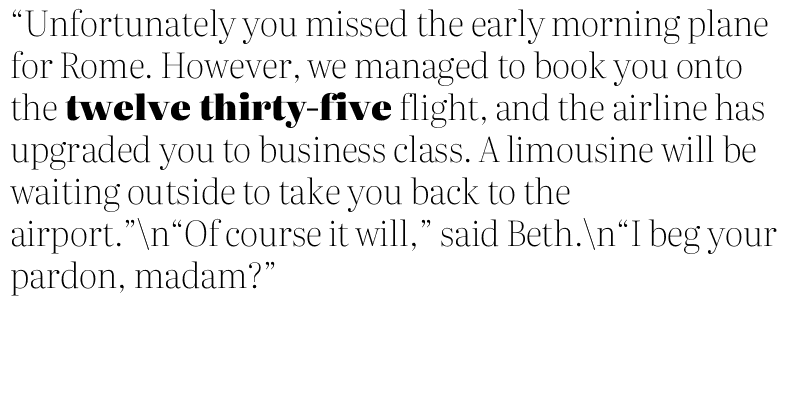 “Unfortunately you missed the early morning plane
for Rome. However, we managed to book you onto
the twelve thirty-five flight, and the airline has
upgraded you to business class. A limousine will be
waiting outside to take you back to the
airport.”\n“Of course it will,” said Beth.\n“I beg your
pardon, madam?”